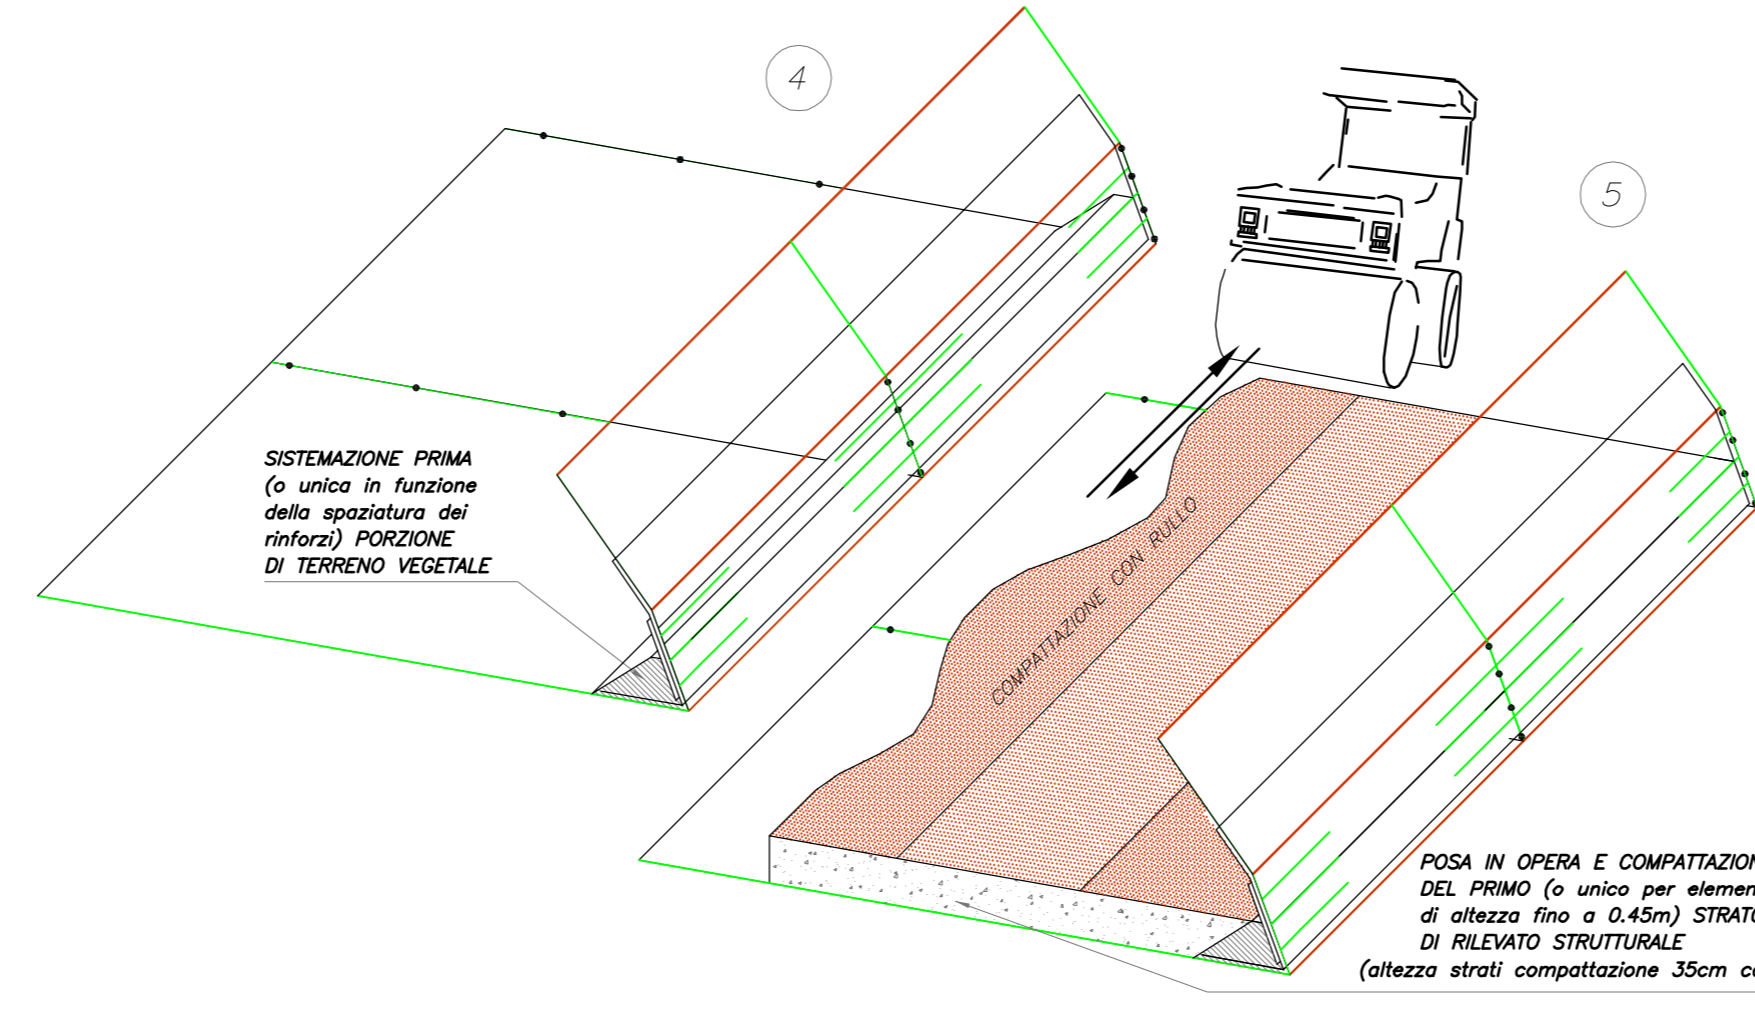 4
5
SISTEMAZIONE PRIMA
(o unica in funzione
della spaziatura dei
rinforzi) PORZIONE
DI TERRENO VEGETALE
COMPATTAZIONE CON RULLO
POSA IN OPERA E COMPATTAZION
DEL PRIMO (o unico per elemen
di altezza fino a 0.45m) STRATO
DI RILEVATO STRUTTURALE
(altezza strati compattazione 35cm